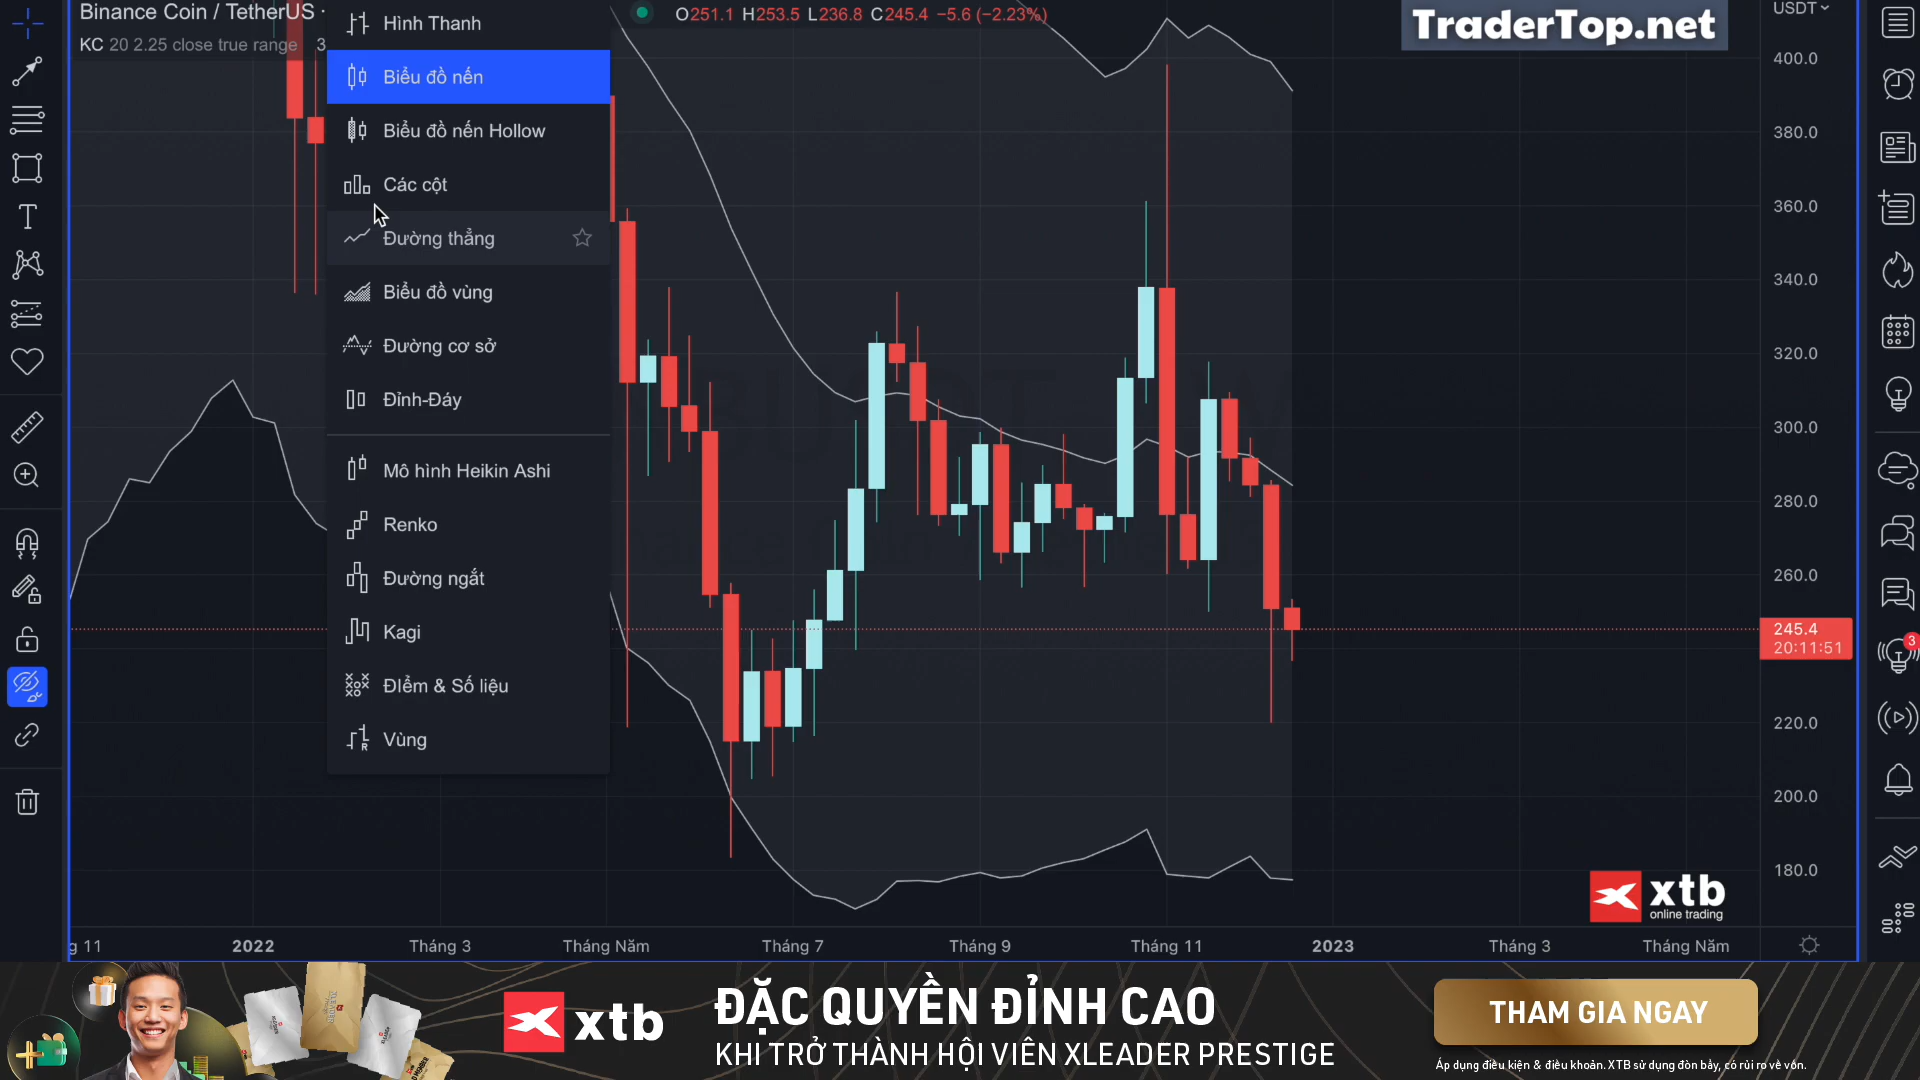 Binance Coin / TetherUS ·
KC 20 2.25 close true range 3
O251.1 H253.5 L236.8 C245.4 −5.6 (−2.23%)
TraderTop.net
USDT
Hình Thanh
Biểu đồ nến
Biểu đồ nến Hollow
Các cột
Đường thẳng
Biểu đồ vùng
Đường cơ sở
Đỉnh-Đáy
Mô hình Heikin Ashi
Renko
Đường ngắt
Kagi
Điểm & Số liệu
Vùng
400.0
380.0
360.0
340.0
320.0
300.0
280.0
260.0
245.4
20:11:51
220.0
200.0
180.0
3
xtb
online trading
g 11 2022 Tháng 3 Tháng Năm Tháng 7 Tháng 9 Tháng 11 2023 Tháng 3 Tháng Năm
xtb
ĐẶC QUYỀN ĐỈNH CAO
KHI TRỞ THÀNH HỘI VIÊN XLEADER PRESTIGE
THAM GIA NGAY
Áp dụng điều kiện & điều khoản. XTB sử dụng đòn bẩy, có rủi ro về vốn.